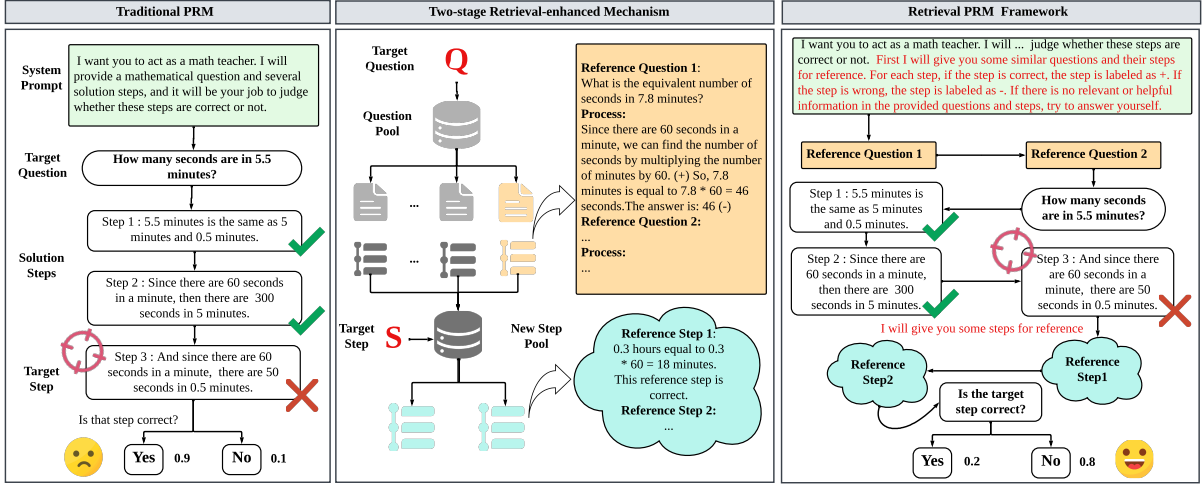 Traditional PRM
System
Prompt
I want you to act as a math teacher. I will
provide a mathematical question and several
solution steps, and it will be your job to judge
whether these steps are correct or not.
Target
Question
How many seconds are in 5.5
minutes?
Solution
Steps
Step 1 : 5.5 minutes is the same as 5
minutes and 0.5 minutes.
Step 2 : Since there are 60 seconds
in a minute, then there are 300
seconds in 5 minutes.
Target
Step
Step 3 : And since there are 60
seconds in a minute, there are 50
seconds in 0.5 minutes.
Is that step correct?
Yes
0.9
No
0.1
Two-stage Retrieval-enhanced Mechanism
Target
Question
Q
Question
Pool
...
...
Target
Step
S
New Step
Pool
Reference Question 1:
What is the equivalent number of
seconds in 7.8 minutes?
Process:
Since there are 60 seconds in a
minute, we can find the number of
seconds by multiplying the number
of minutes by 60. (+) So, 7.8
minutes is equal to 7.8 * 60 = 46
seconds.The answer is: 46 (-)
Reference Question 2:
...
Process:
...
Reference Step 1:
0.3 hours equal to 0.3
* 60 = 18 minutes.
This reference step is
correct.
Reference Step 2:
...
Retrieval PRM Framework
I want you to act as a math teacher. I will ... judge whether these steps are
correct or not. First I will give you some similar questions and their steps
for reference. For each step, if the step is correct, the step is labeled as +. If
the step is wrong, the step is labeled as -. If there is no relevant or helpful
information in the provided questions and steps, try to answer yourself.
Reference Question 1
Reference Question 2
How many seconds
are in 5.5 minutes?
Step 1 : 5.5 minutes is
the same as 5 minutes
and 0.5 minutes.
Step 2 : Since there are
60 seconds in a minute,
then there are 300
seconds in 5 minutes.
Step 3 : And since there
are 60 seconds in a
minute, there are 50
seconds in 0.5 minutes.
I will give you some steps for reference
Reference
Step1
Reference
Step2
Is the target
step correct?
Yes
0.2
No
0.8